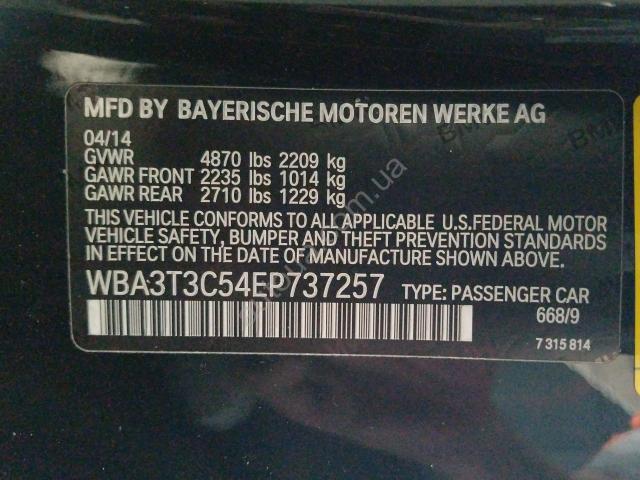 MFD BY BAYERISCHE MOTOREN WERKE AG
04/14
GVWR 4870 lbs 2209 kg
GAWR FRONT 2235 lbs 1014 kg
GAWR REAR 2710 lbs 1229 kg
THIS VEHICLE CONFORMS TO ALL APPLICABLE U.S.FEDERAL MOTOR
VEHICLE SAFETY, BUMPER AND THEFT PREVENTION STANDARDS
IN EFFECT ON THE DATE OF MANUFACTURE SHOWN ABOVE.
WBA3T3C54EP737257 TYPE: PASSENGER CAR
668/9
7 315 814